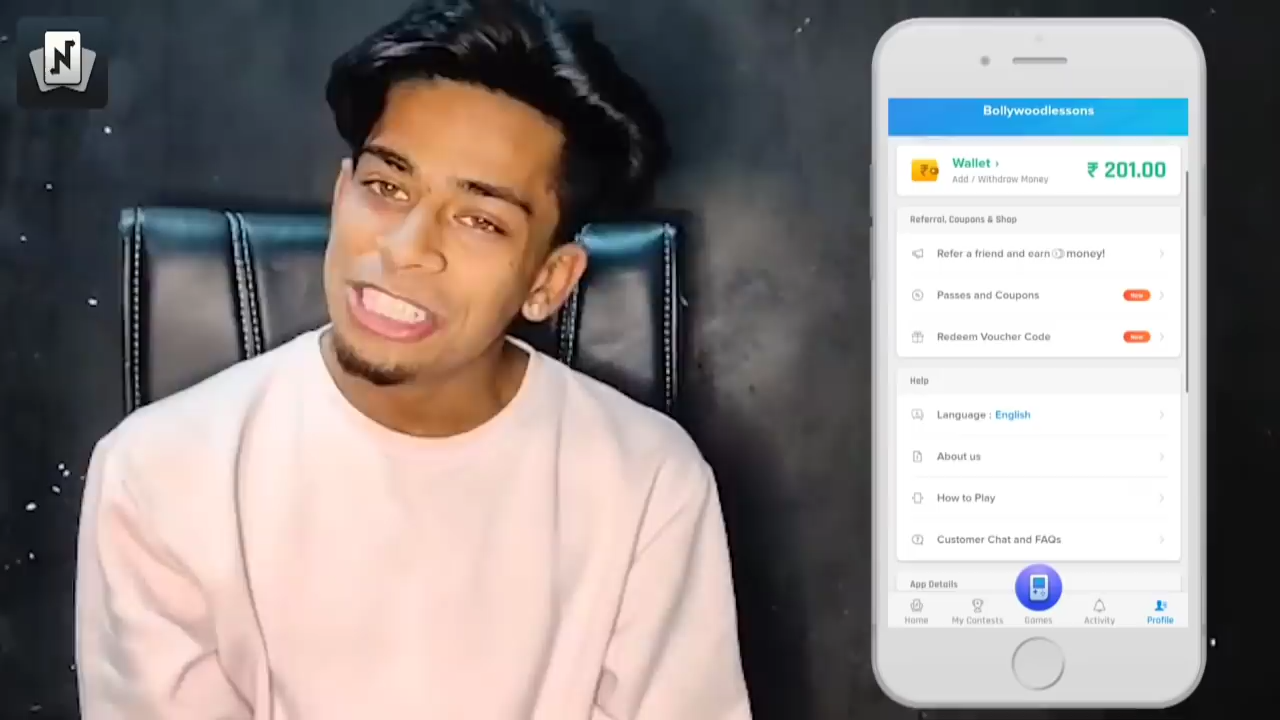 N
Bollywoodlessons
Wallet ›
₹ 201.00
Add / Withdraw Money
Referral, Coupons & Shop
Refer a friend and earn money!
Passes and Coupons
New
Redeem Voucher Code
New
Help
Language : English
About us
How to Play
Customer Chat and FAQs
App Details
Home
My Contests
Games
Activity
Profile